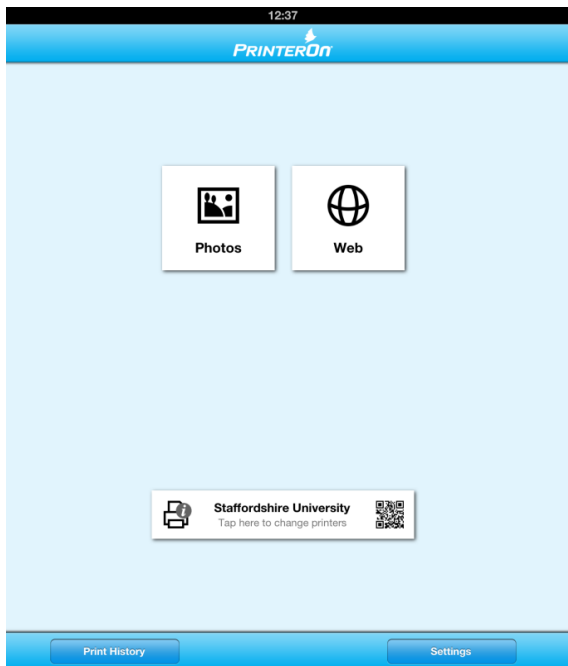 12:37
PRINTERON
Photos
Web
Staffordshire University
Tap here to change printers
Print History
Settings